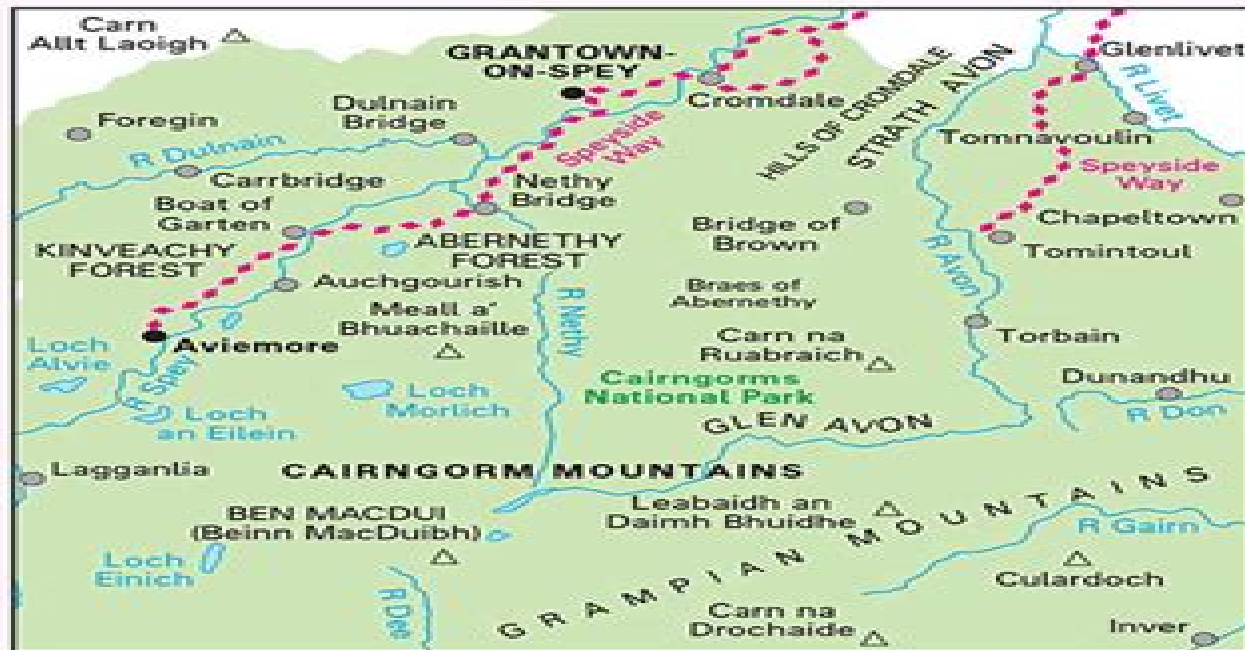 Carn
Allt Laoigh
GRANTOWN-
ON-SPEY
Glenlivet
Dulnain
Bridge
Cromdale
HILLS OF CROMDALE
STRATH AVON
R Livet
Foregin
R Dulnain
Speyside
Way
Tomnavoulin
Carrbridge
Nethy
Bridge
Speyside
Way
Boat of
Garten
Bridge of
Brown
Chapeltown
KINVEACHY
FOREST
ABERNETHY
FOREST
R Avon
Tomintoul
Auchgourish
Braes of
Abernethy
Meall a'
Bhuachaille
R Nethy
Loch
Alvie
Aviemore
Carn na
Ruabraich
Torbain
R Spey
Loch
Morlich
Cairngorms
National Park
Dunandhu
R Don
Loch
an Eilein
GLEN AVON
Lagganlia
CAIRNGORM MOUNTAINS
BEN MACDUI
(Beinn MacDuibh)
Leabaidh an
Daimh Bhuidhe
GRAMPIAN MOUNTAINS
R Gairn
Loch
Einich
Culardoch
R Dee
Carn na
Drochaide
Inver